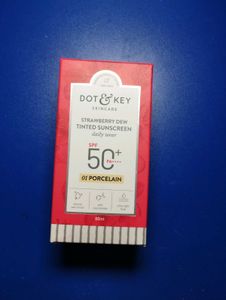 DOT & KEY
SKINCARE
STRAWBERRY DEW
TINTED SUNSCREEN
daily wear
SPF
50+
PA++++
01 PORCELAIN
50ml